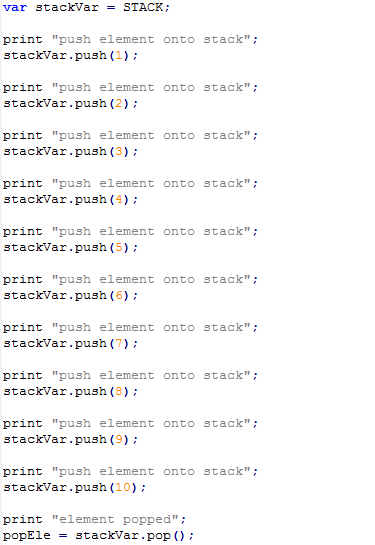 var stackVar = STACK;
print "push element onto stack";
stackVar.push(1);
print "push element onto stack";
stackVar.push(2);
print "push element onto stack";
stackVar.push(3);
print "push element onto stack";
stackVar.push(4);
print "push element onto stack";
stackVar.push(5);
print "push element onto stack";
stackVar.push(6);
print "push element onto stack";
stackVar.push(7);
print "push element onto stack";
stackVar.push(8);
print "push element onto stack";
stackVar.push(9);
print "push element onto stack";
stackVar.push(10);
print "element popped";
popEle = stackVar.pop();